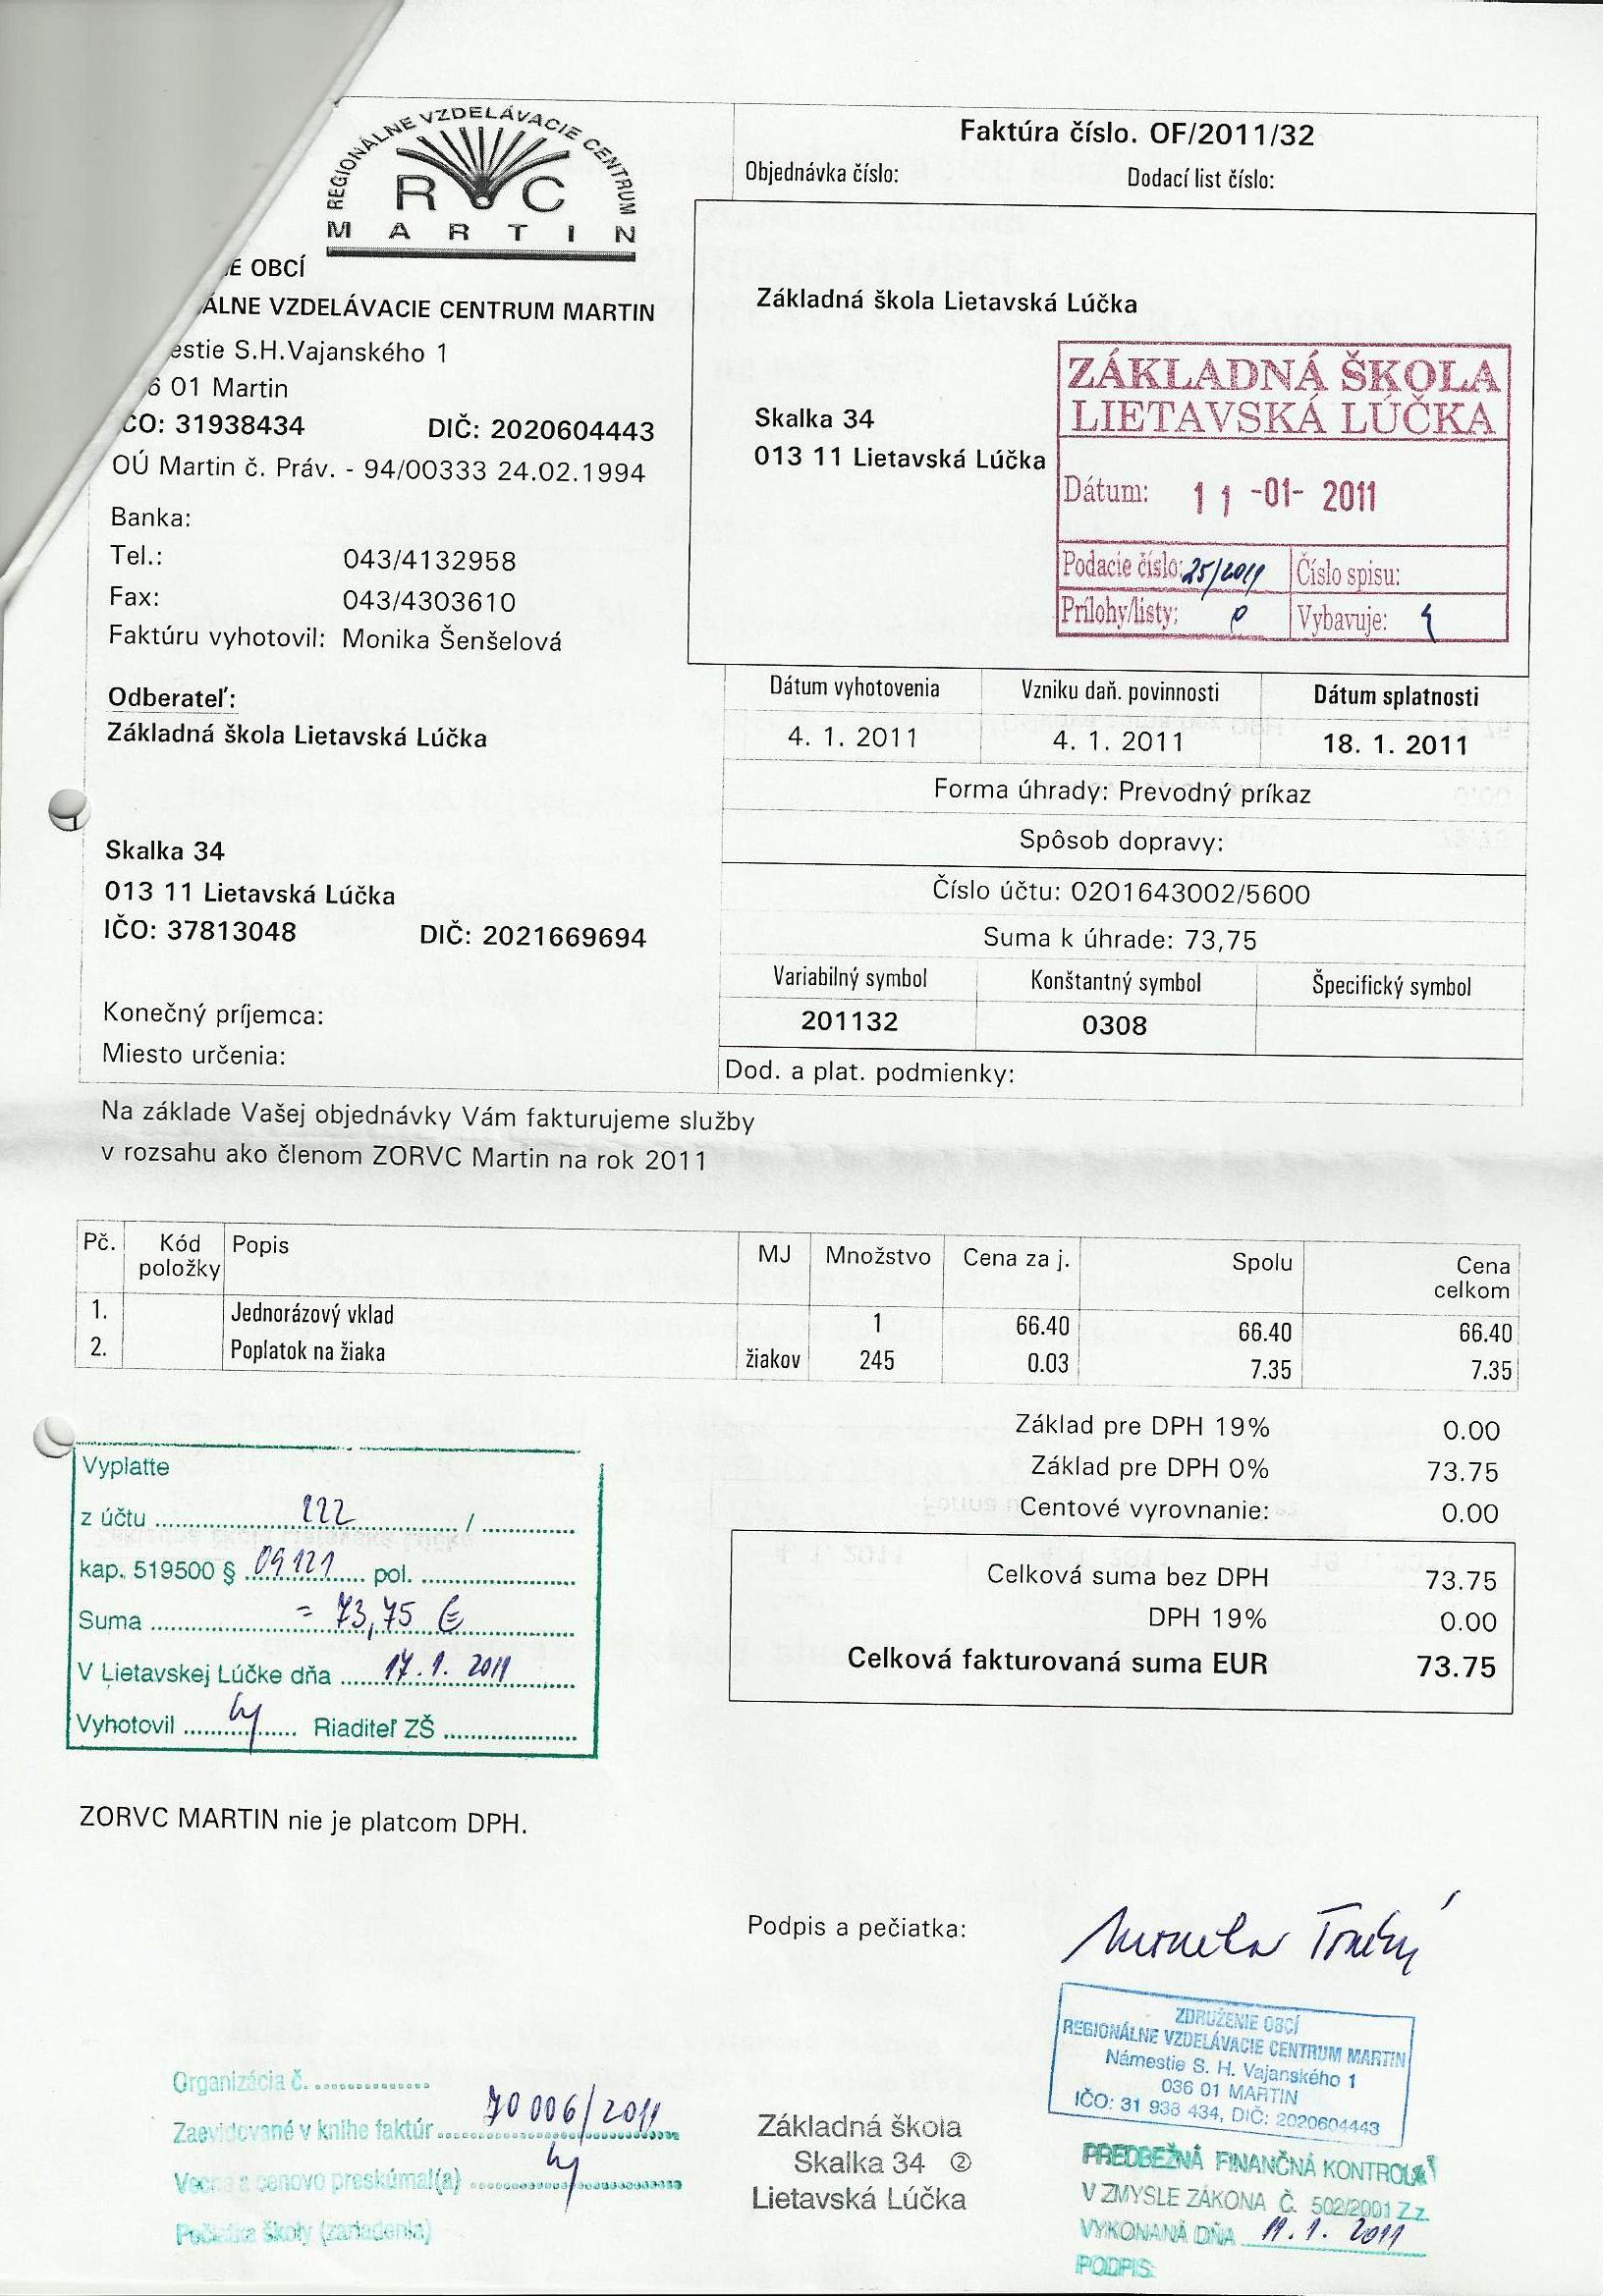 REGIONÁLNE VZDELÁVACIE CENTRUM
R V C
MARTIN
E OBCÍ
ÁLNE VZDELÁVACIE CENTRUM MARTIN
estie S.H.Vajanského 1
6 01 Martin
ČO: 31938434 DIČ: 2020604443
OÚ Martin č. Práv. - 94/00333 24.02.1994
Banka:
Tel.: 043/4132958
Fax: 043/4303610
Faktúru vyhotovil: Monika Šenšelová
Odberateľ:
Základná škola Lietavská Lúčka
Skalka 34
013 11 Lietavská Lúčka
IČO: 37813048 DIČ: 2021669694
Konečný príjemca:
Miesto určenia:
Faktúra číslo. OF/2011/32
Objednávka číslo: Dodací list číslo:
Základná škola Lietavská Lúčka
Skalka 34
013 11 Lietavská Lúčka
ZÁKLADNÁ ŠKOLA
LIETAVSKÁ LÚČKA
Dátum: 11 -01- 2011
Podacie číslo: 25/2011 Číslo spisu:
Prílohy/listy: Vybavuje:
Dátum vyhotovenia Vzniku daň. povinnosti Dátum splatnosti
4. 1. 2011 4. 1. 2011 18. 1. 2011
Forma úhrady: Prevodný príkaz
Spôsob dopravy:
Číslo účtu: 0201643002/5600
Suma k úhrade: 73,75
Variabilný symbol Konštantný symbol Špecifický symbol
201132 0308
Dod. a plat. podmienky:
Na základe Vašej objednávky Vám fakturujeme služby
v rozsahu ako členom ZORVC Martin na rok 2011
Pč. Kód položky Popis MJ Množstvo Cena za j. Spolu Cena celkom
1. Jednorázový vklad 1 66.40 66.40 66.40
2. Poplatok na žiaka žiakov 245 0.03 7.35 7.35
Základ pre DPH 19% 0.00
Základ pre DPH 0% 73.75
Centové vyrovnanie: 0.00
Celková suma bez DPH 73.75
DPH 19% 0.00
Celková fakturovaná suma EUR 73.75
Vyplatte
z účtu 222 /
kap. 519500 § 09121 pol.
Suma = 73,75 €
V Lietavskej Lúčke dňa 17.1. 2011
Vyhotovil Riaditeľ ZŠ
ZORVC MARTIN nie je platcom DPH.
Podpis a pečiatka:
ZDRUŽENIE OBCÍ
REGIONÁLNE VZDELÁVACIE CENTRUM MARTIN
Námestie S. H. Vajanského 1
036 01 MARTIN
IČO: 31 938 434, DIČ: 2020604443
Organizácia č.
Zaevidované v knihe faktúr 70006/2011
Vecne a cenovo preskúmal(a)
Pečiatka školy (zariadenia)
Základná škola
Skalka 34 ②
Lietavská Lúčka
PREDBEŽNÁ FINANČNÁ KONTROLA
V ZMYSLE ZÁKONA Č. 502/2001 Z.z.
VYKONANÁ DŇA 11.1. 2011
PODPIS: